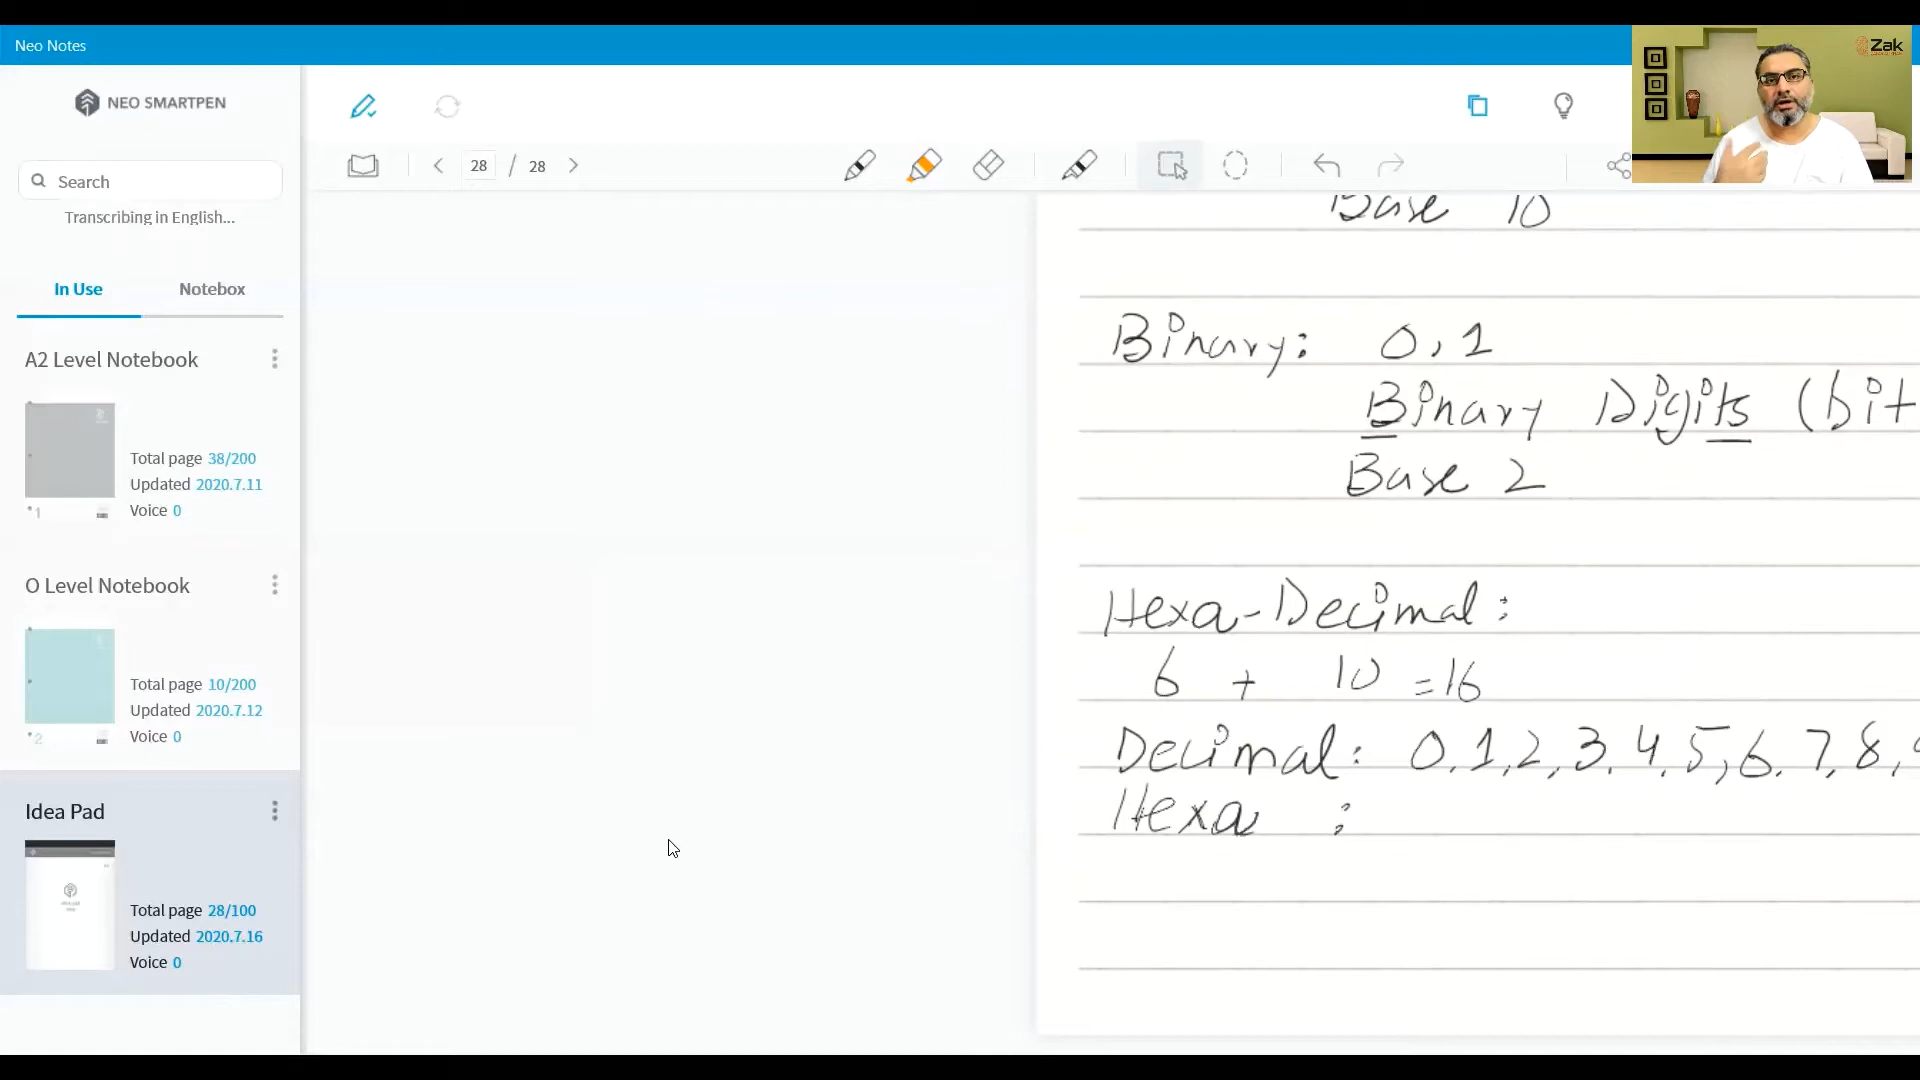 Neo Notes
Zak
NEO SMARTPEN
Search
Transcribing in English...
In Use
Notebox
A2 Level Notebook
Total page 38/200
Updated 2020.7.11
Voice 0
1
O Level Notebook
Total page 10/200
Updated 2020.7.12
Voice 0
2
Idea Pad
Total page 28/100
Updated 2020.7.16
Voice 0
28 / 28
Base 10
Binary: 0, 1
Binary Digits (bit
Base 2
Hexa-Decimal:
6 + 10 = 16
Decimal: 0, 1, 2, 3, 4, 5, 6, 7, 8,
Hexa :